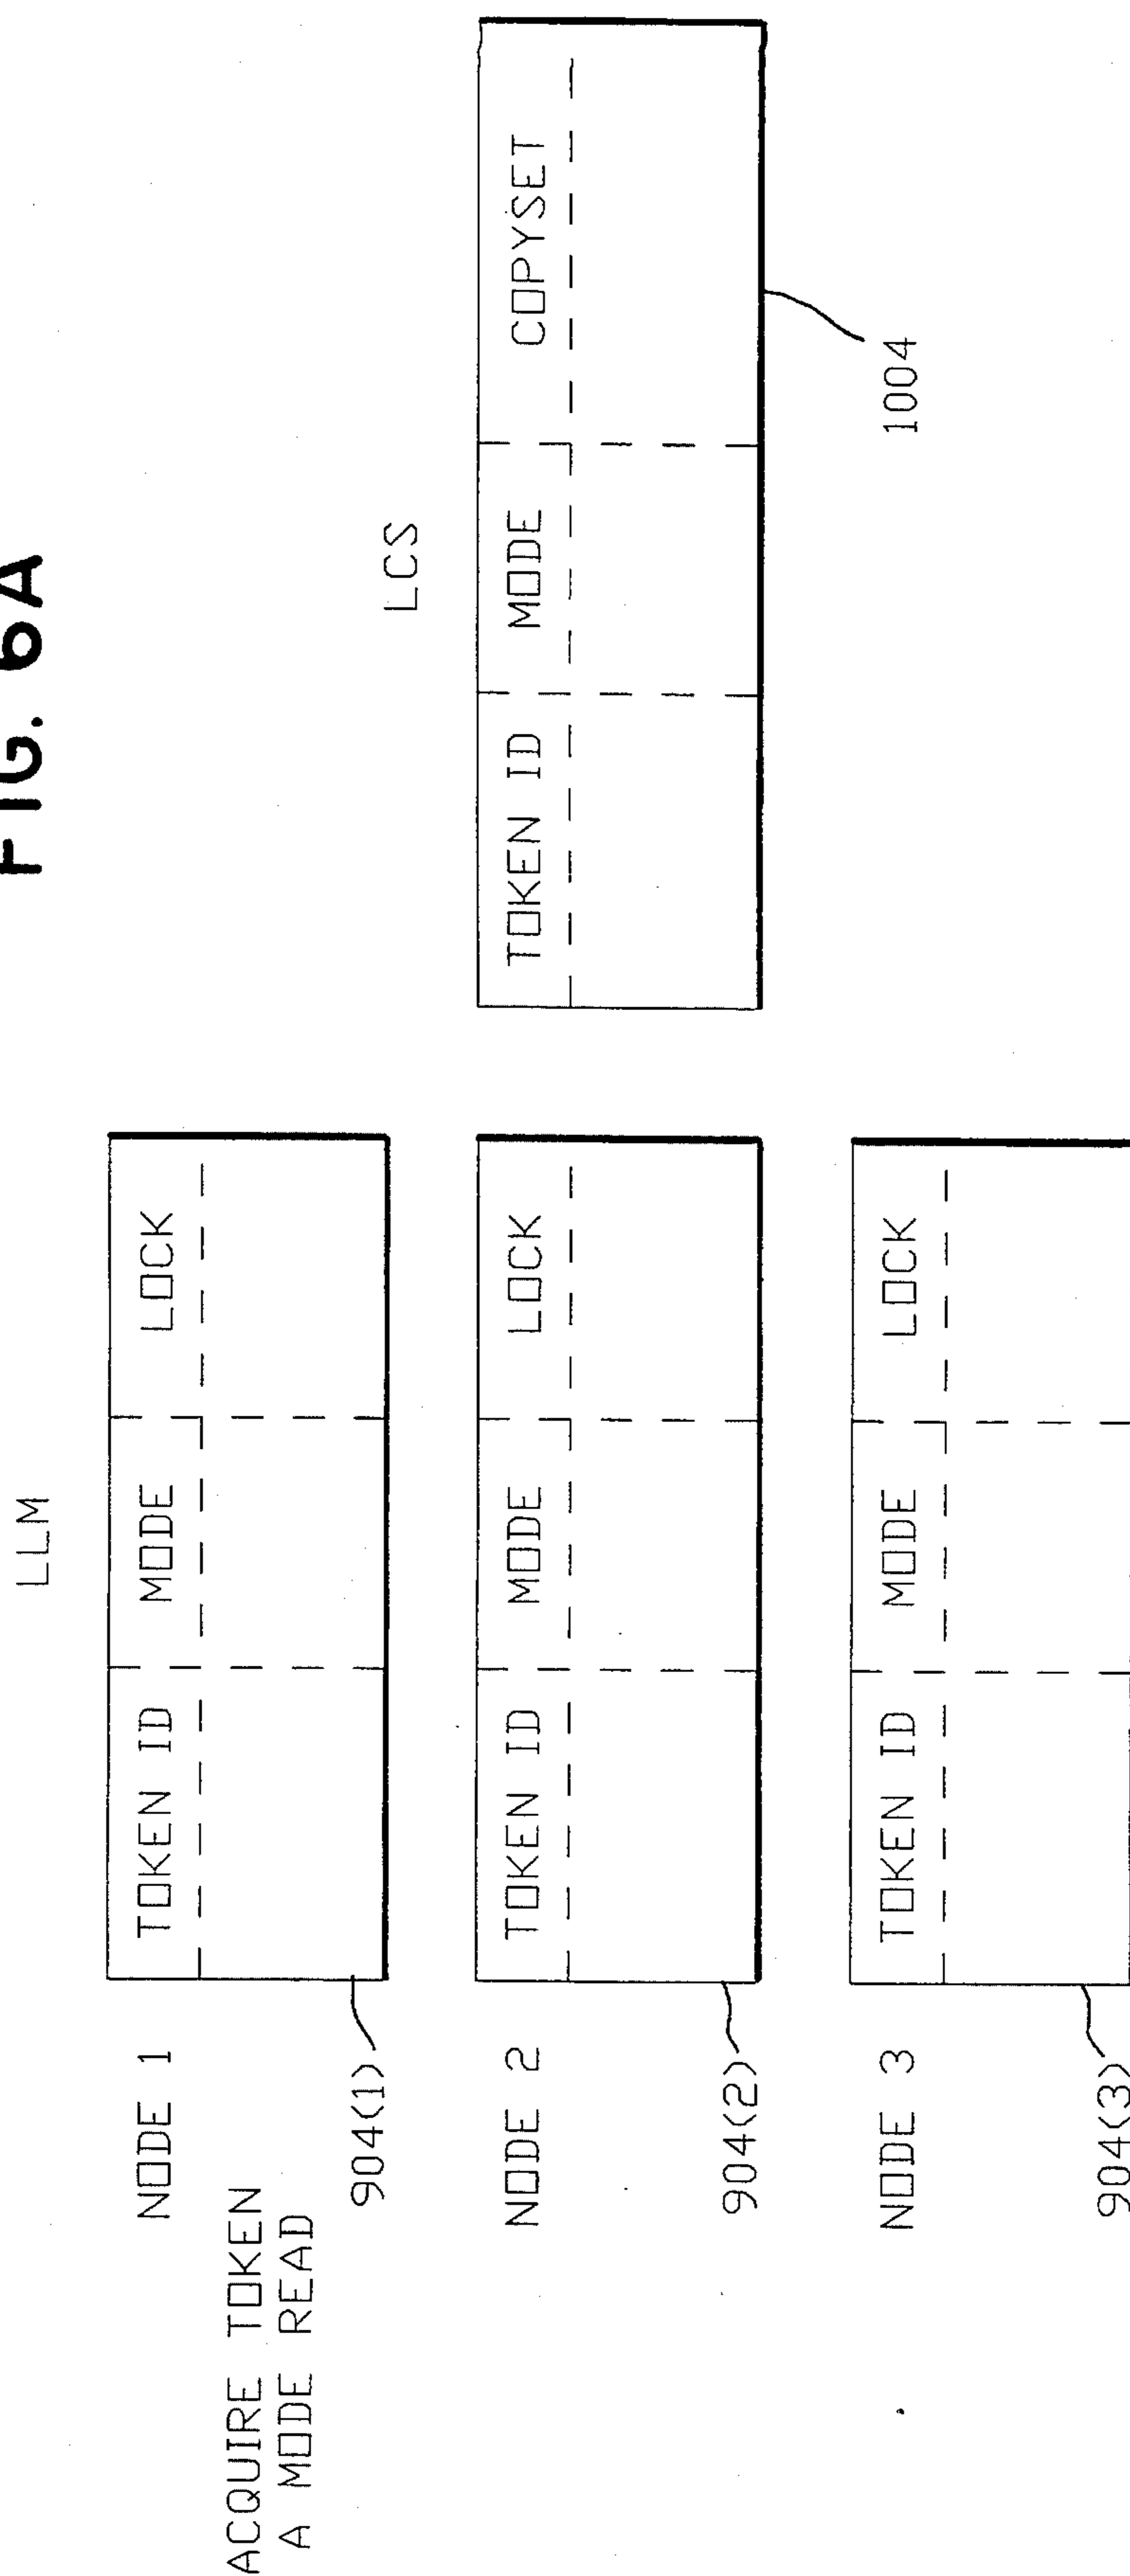 FIG. 6A
LLM
LCS
NODE 1
TOKEN ID MODE LOCK
ACQUIRE TOKEN
A MODE READ
904(1)
NODE 2
TOKEN ID MODE LOCK
904(2)
TOKEN ID MODE COPYSET
1004
NODE 3
TOKEN ID MODE LOCK
904(3)